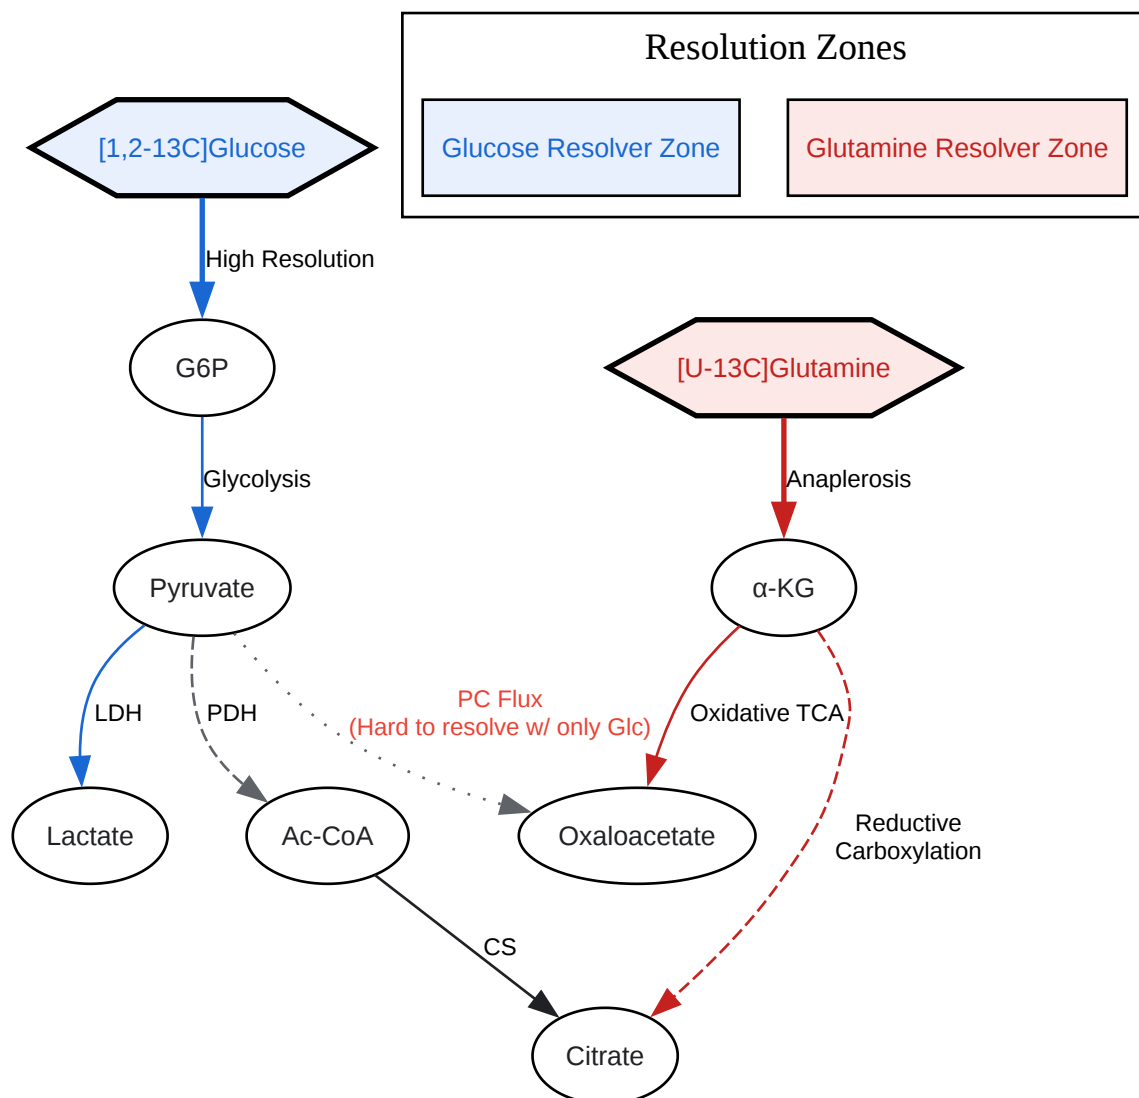 Resolution Zones
[1,2-13C]Glucose
Glucose Resolver Zone
Glutamine Resolver Zone
High Resolution
G6P
[U-13C]Glutamine
Glycolysis
Anaplerosis
Pyruvate
α-KG
LDH
PDH
PC Flux
(Hard to resolve w/ only Glc)
Oxidative TCA
Lactate
Ac-CoA
Oxaloacetate
Reductive
Carboxylation
CS
Citrate